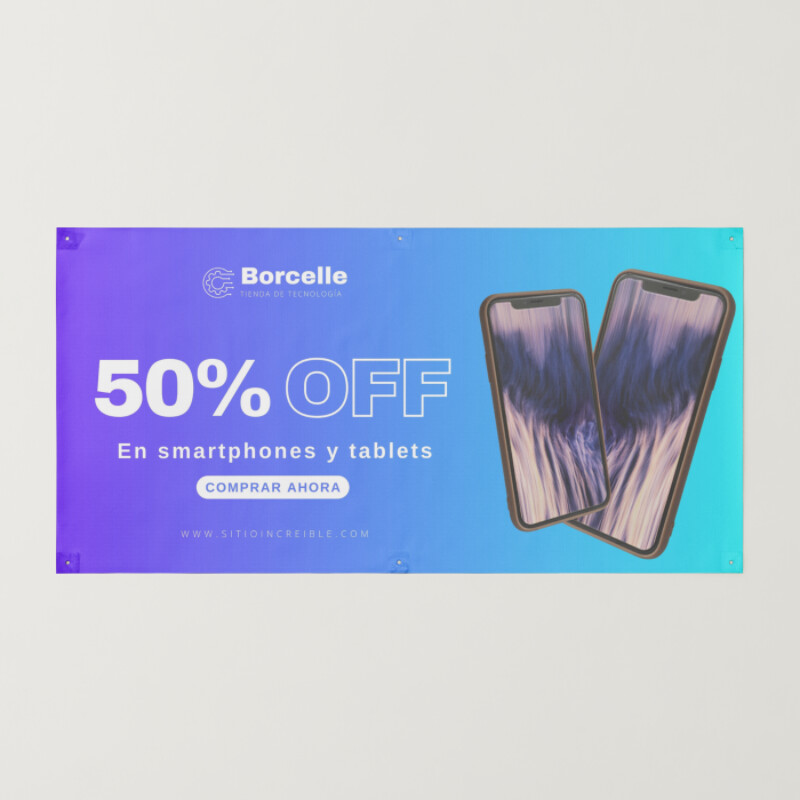 Borcelle
TIENDA DE TECNOLOGÍA
50% OFF
En smartphones y tablets
COMPRAR AHORA
WWW.SITIOINCREIBLE.COM